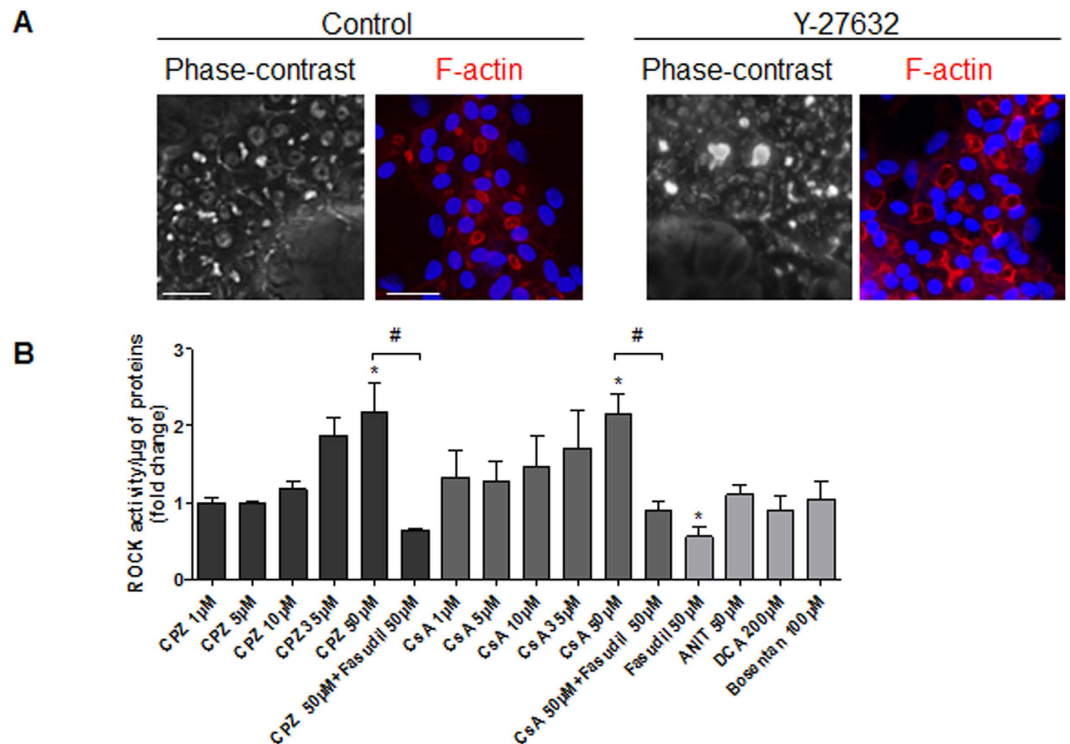 A
Control
Y-27632
Phase-contrast
F-actin
Phase-contrast
F-actin
B
ROCK activity/µg of proteins
(fold change)
3
2
1
0
*
#
*
#
*
CPZ 1µM
CPZ 5µM
CPZ 10µM
CPZ 35µM
CPZ 50µM
CPZ 50µM+Fasudil 50µM
CsA 1µM
CsA 5µM
CsA 10µM
CsA 35µM
CsA 50µM
CsA 50µM+Fasudil 50µM
Fasudil 50µM
ANIT 50µM
DCA 200µM
Bosentan 100µM